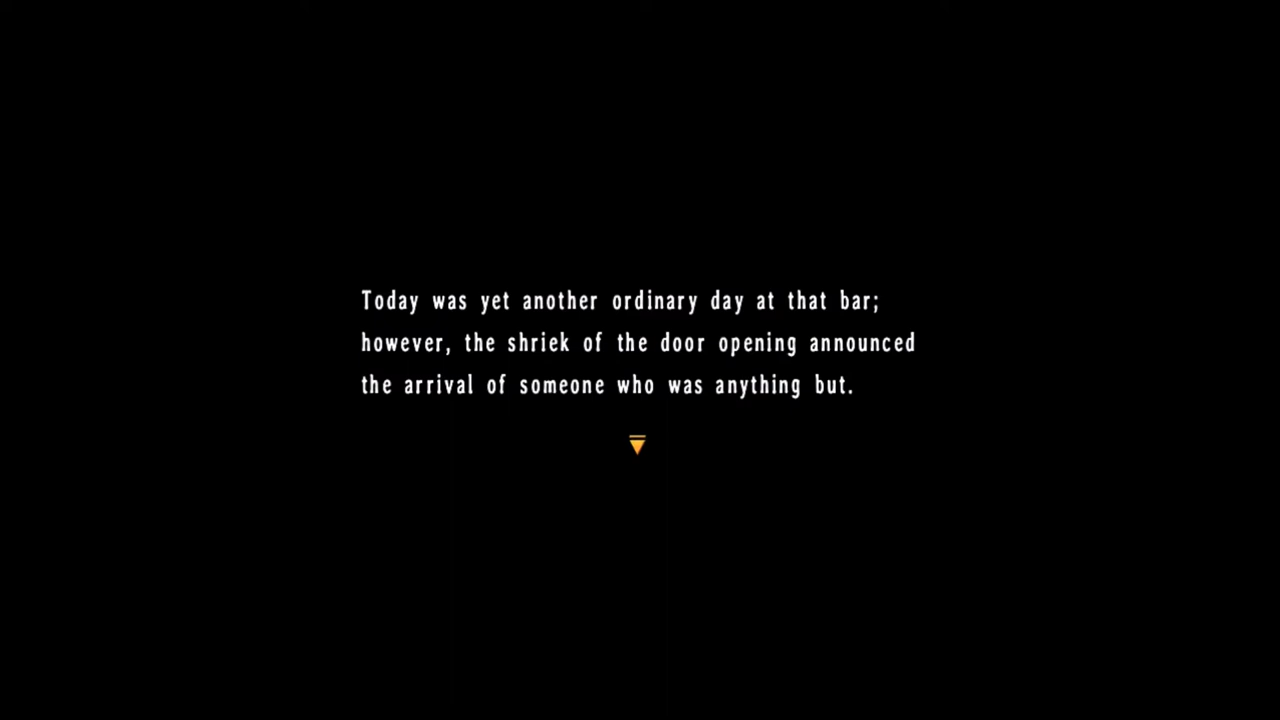 Today was yet another ordinary day at that bar;
however, the shriek of the door opening announced
the arrival of someone who was anything but.